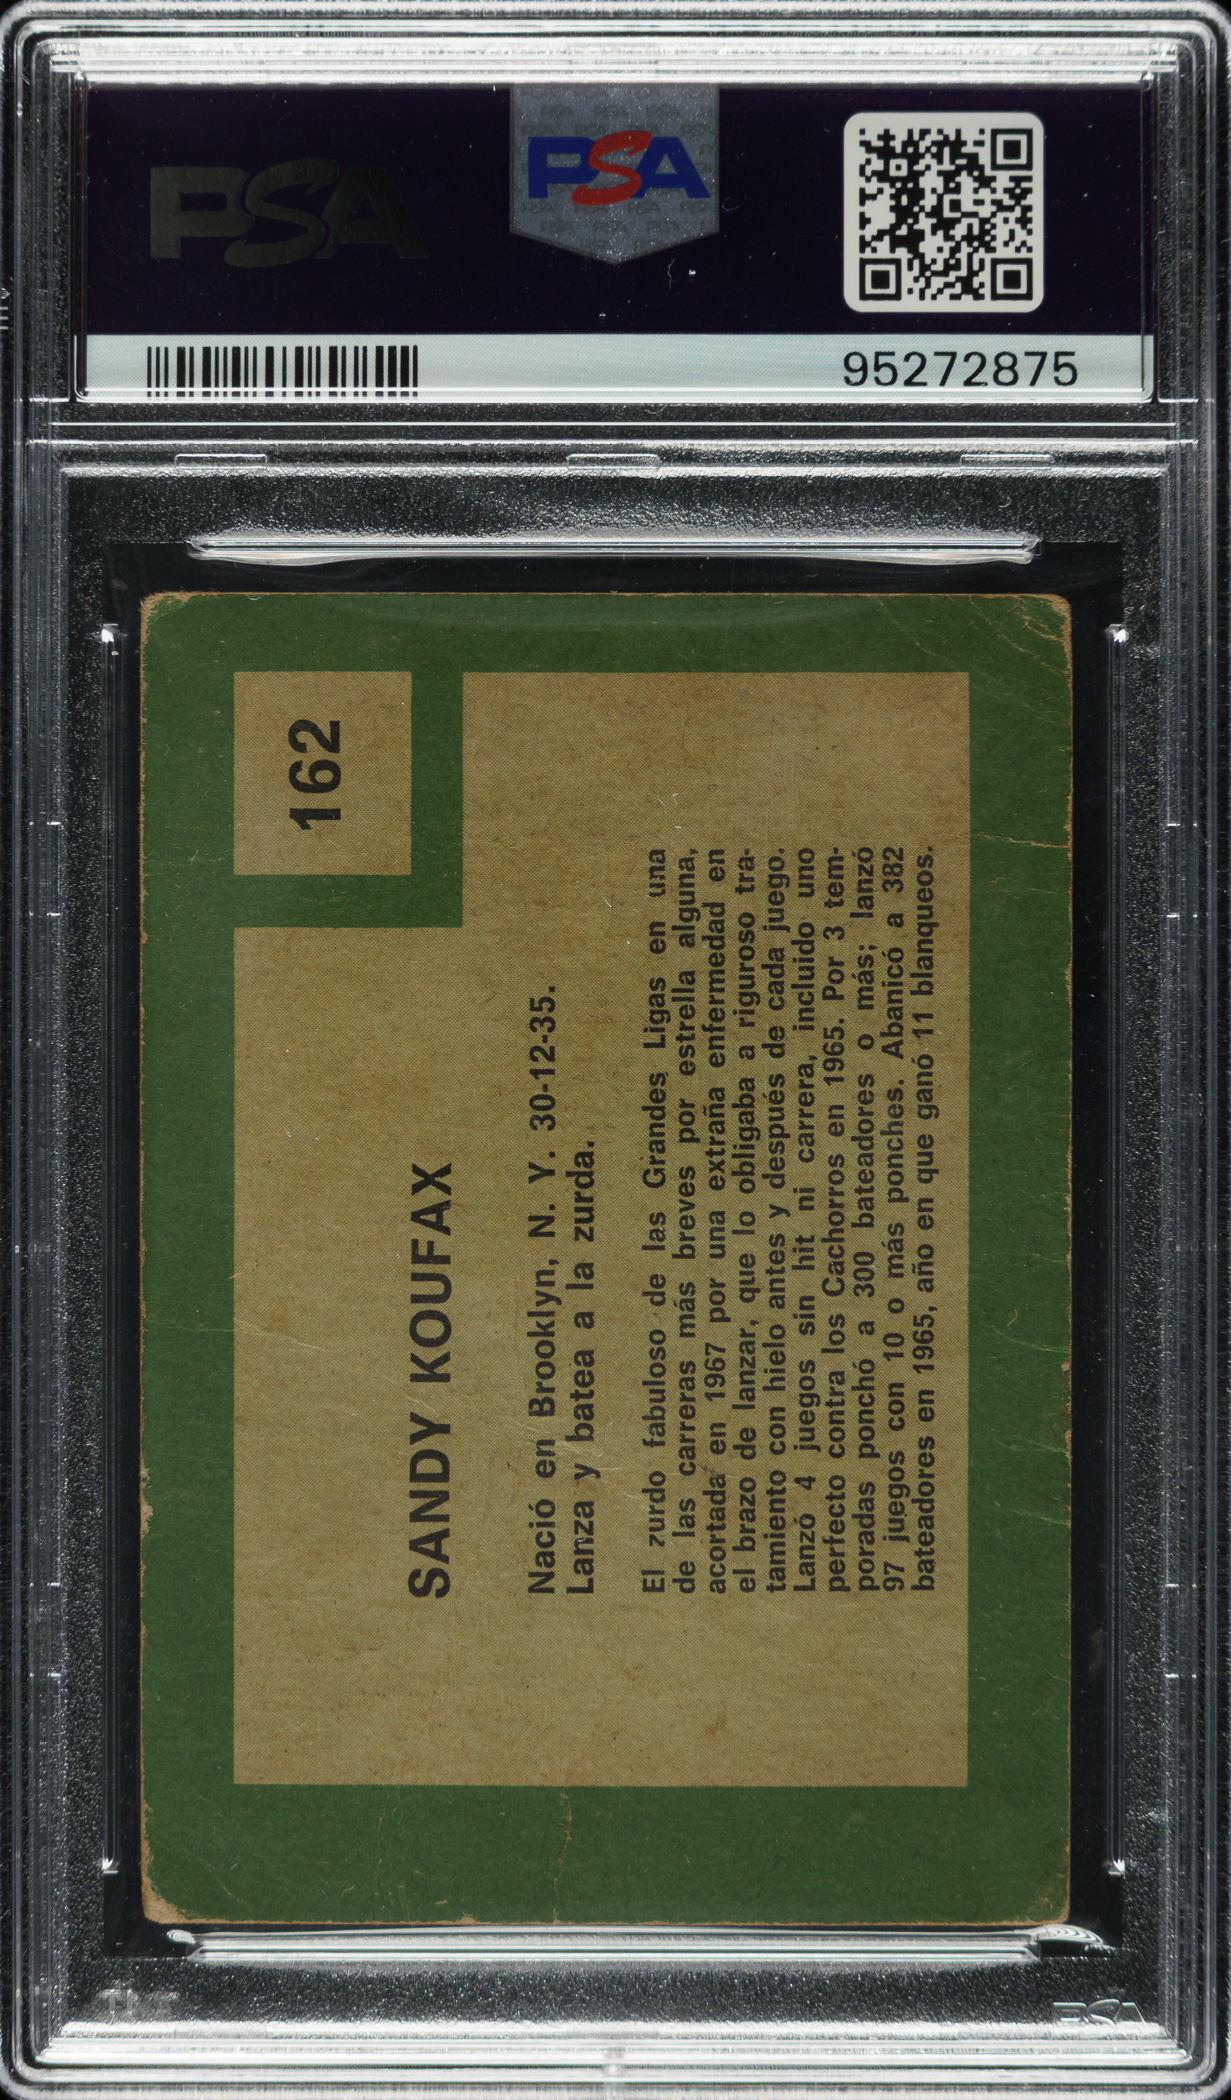 PSA
PSA
95272875
162
SANDY KOUFAX
Nació en Brooklyn, N. Y. 30-12-35.
Lanza y batea a la zurda.
El zurdo fabuloso de las Grandes Ligas en una
de las carreras más breves por estrella alguna,
acortada en 1967 por una extraña enfermedad en
el brazo de lanzar, que lo obligaba a riguroso tra-
tamiento con hielo antes y después de cada juego.
Lanzó 4 juegos sin hit ni carrera, incluido uno
perfecto contra los Cachorros en 1965. Por 3 tem-
poradas ponchó a 300 bateadores o más; lanzó
97 juegos con 10 o más ponches. Abanicó a 382
bateadores en 1965, año en que ganó 11 blanqueos.
PSA